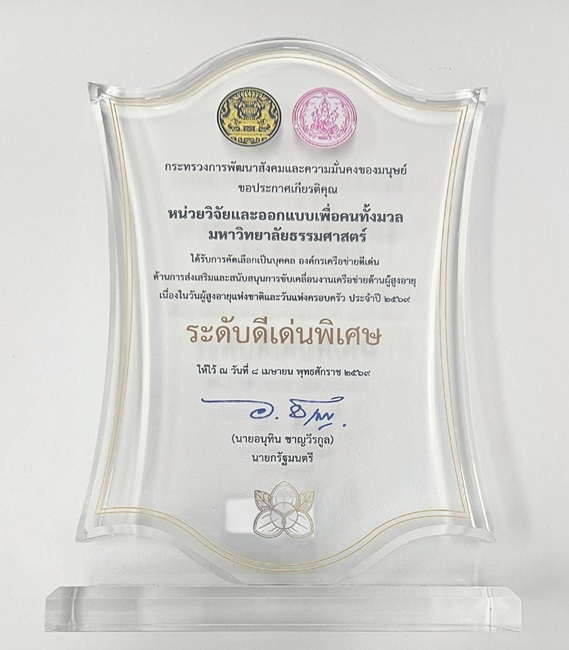 กระทรวงการพัฒนาสังคมและความมั่นคงของมนุษย์
ขอประกาศเกียรติคุณ
หน่วยวิจัยและออกแบบเพื่อคนทั้งมวล
มหาวิทยาลัยธรรมศาสตร์
ได้รับการคัดเลือกเป็นบุคคล องค์กรเครือข่ายดีเด่น
ด้านการส่งเสริมและสนับสนุนการขับเคลื่อนงานเครือข่ายด้านผู้สูงอายุ
เนื่องในวันผู้สูงอายุแห่งชาติและวันแห่งครอบครัว ประจำปี ๒๕๖๙
ระดับดีเด่นพิเศษ
ให้ไว้ ณ วันที่ ๘ เมษายน พุทธศักราช ๒๕๖๙
(นายอนุทิน ชาญวีรกูล)
นายกรัฐมนตรี